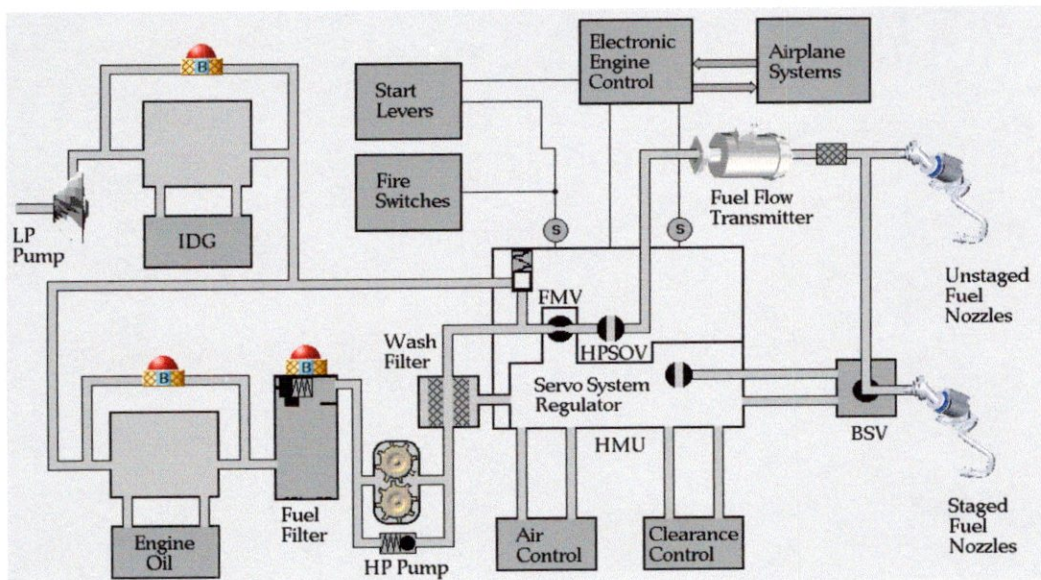 B
Electronic
Engine
Control
Airplane
Systems
Start
Levers
Fire
Switches
LP
Pump
IDG
S
S
Fuel Flow
Transmitter
Unstaged
Fuel
Nozzles
FMV
HPSOV
Wash
Filter
B
B
Servo System
Regulator
HMU
BSV
Fuel
Filter
HP Pump
Engine
Oil
Air
Control
Clearance
Control
Staged
Fuel
Nozzles